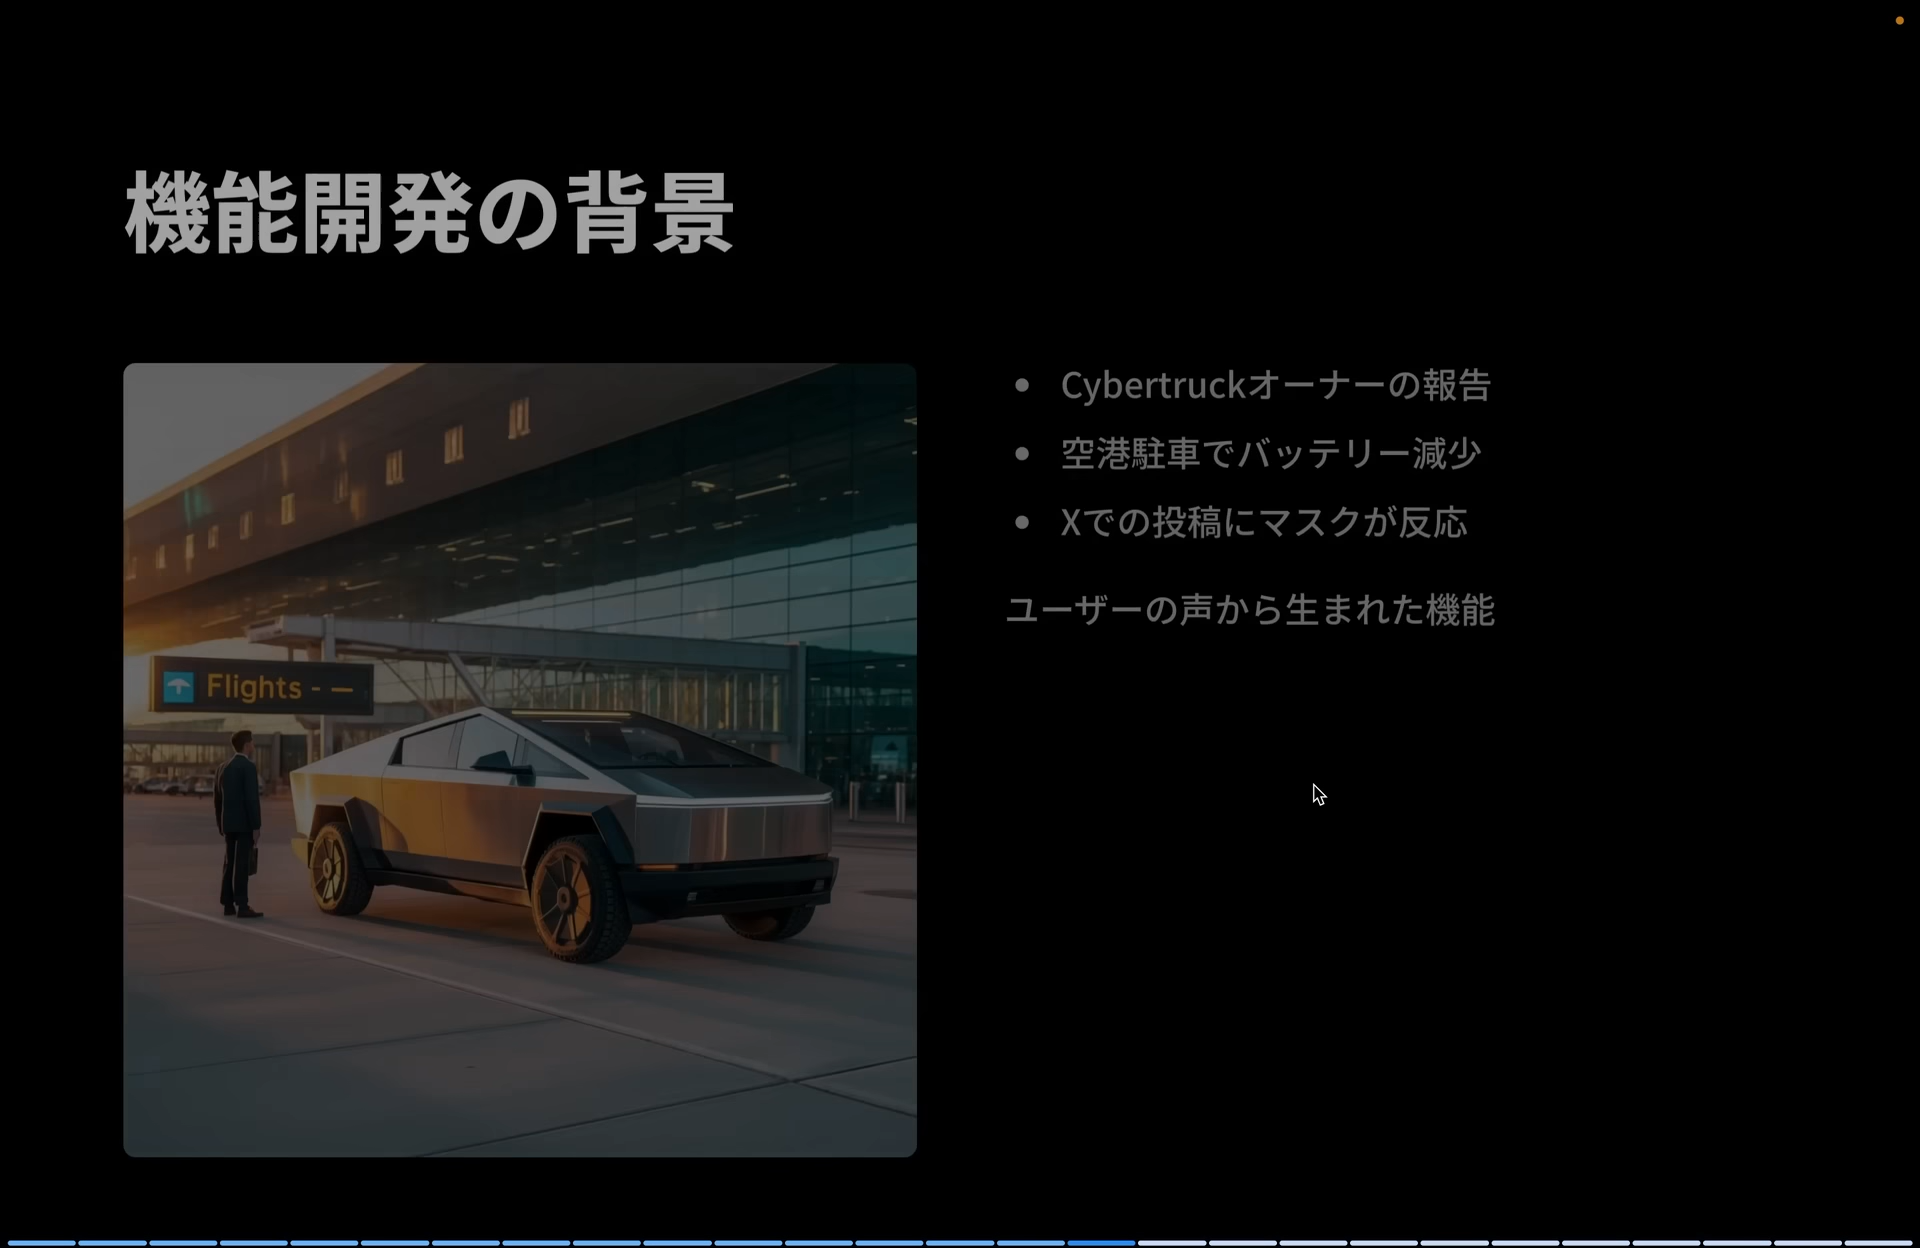 機能開発の背景
Flights - –
• Cybertruckオーナーの報告
• 空港駐車でバッテリー減少
• Xでの投稿にマスクが反応
ユーザーの声から生まれた機能